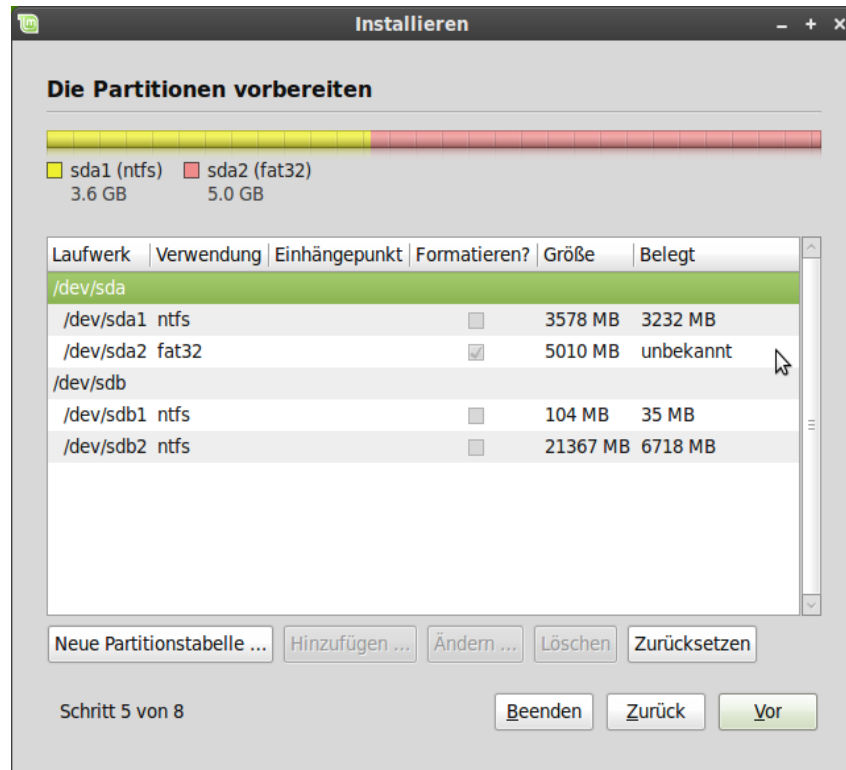 Installieren
Die Partitionen vorbereiten
sda1 (ntfs) sda2 (fat32)
3.6 GB 5.0 GB
Laufwerk Verwendung Einhängepunkt Formatieren? Größe Belegt
/dev/sda
/dev/sda1 ntfs 3578 MB 3232 MB
/dev/sda2 fat32 5010 MB unbekannt
/dev/sdb
/dev/sdb1 ntfs 104 MB 35 MB
/dev/sdb2 ntfs 21367 MB 6718 MB
Neue Partitionstabelle ... Hinzufügen ... Ändern ... Löschen Zurücksetzen
Schritt 5 von 8 Beenden Zurück Vor